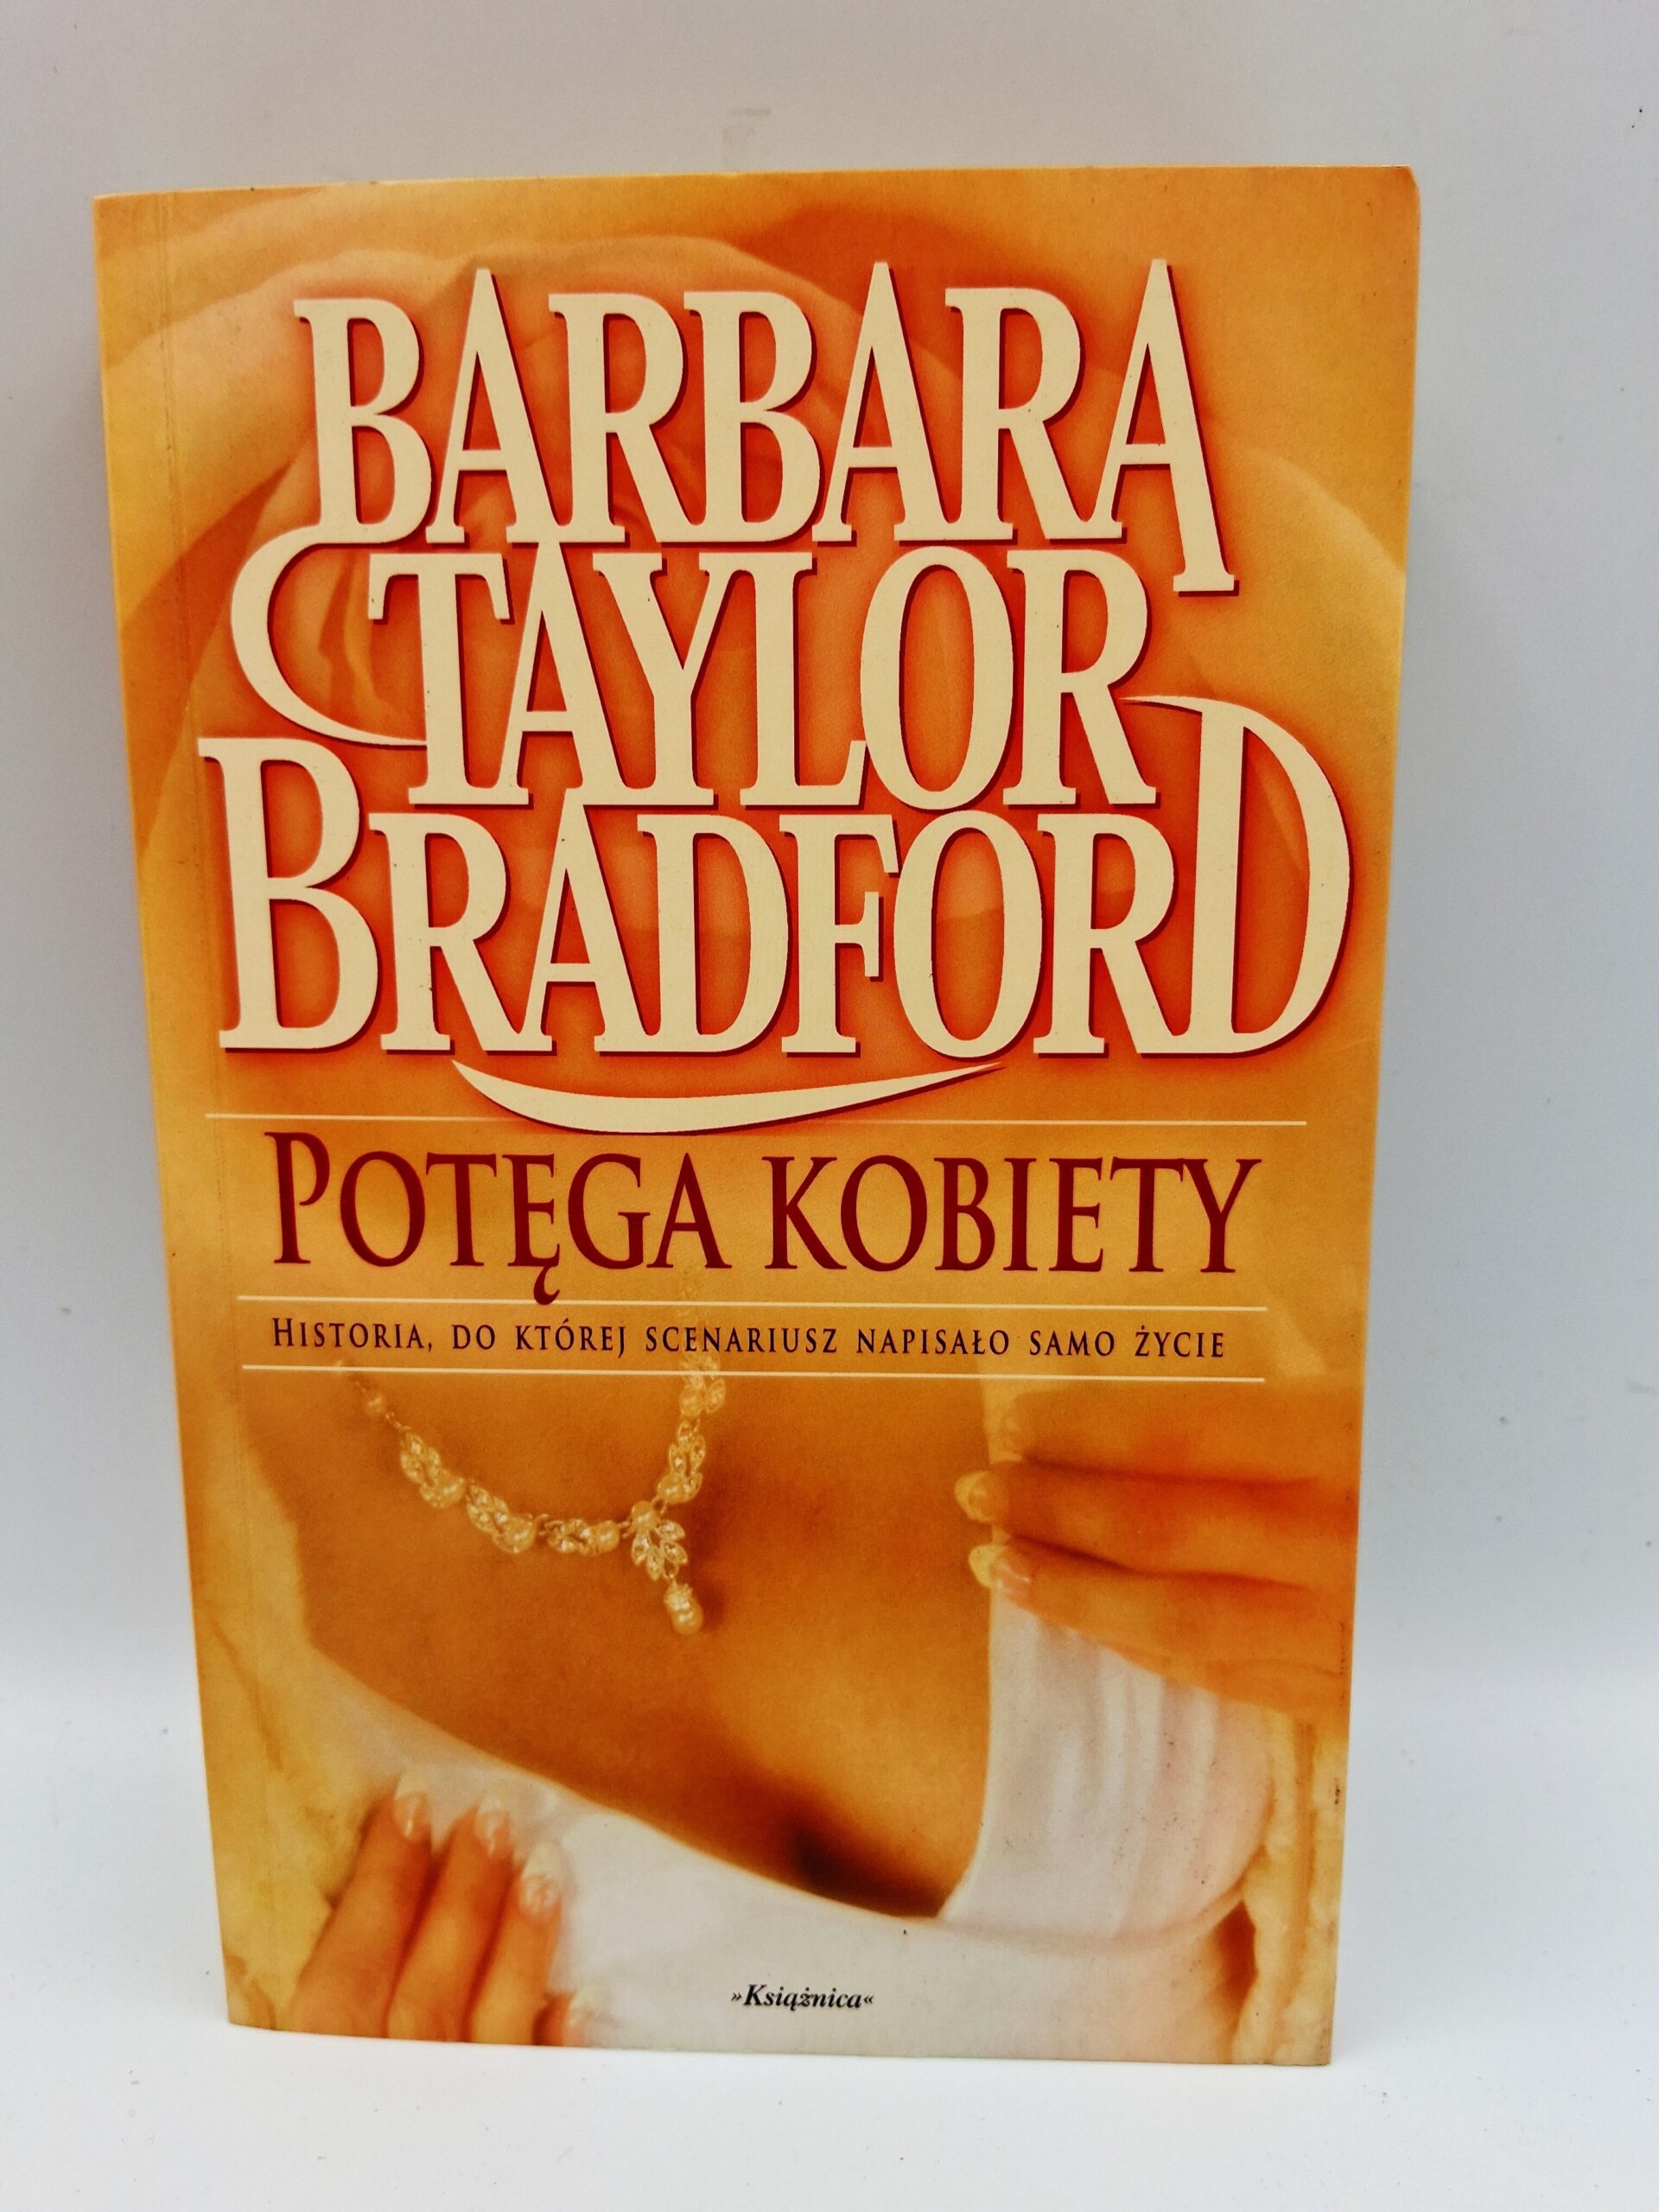 BARBARA
TAYLOR
BRADFORD
POTĘGA KOBIETY
HISTORIA, DO KTÓREJ SCENARIUSZ NAPISAŁO SAMO ŻYCIE
»Książnica«